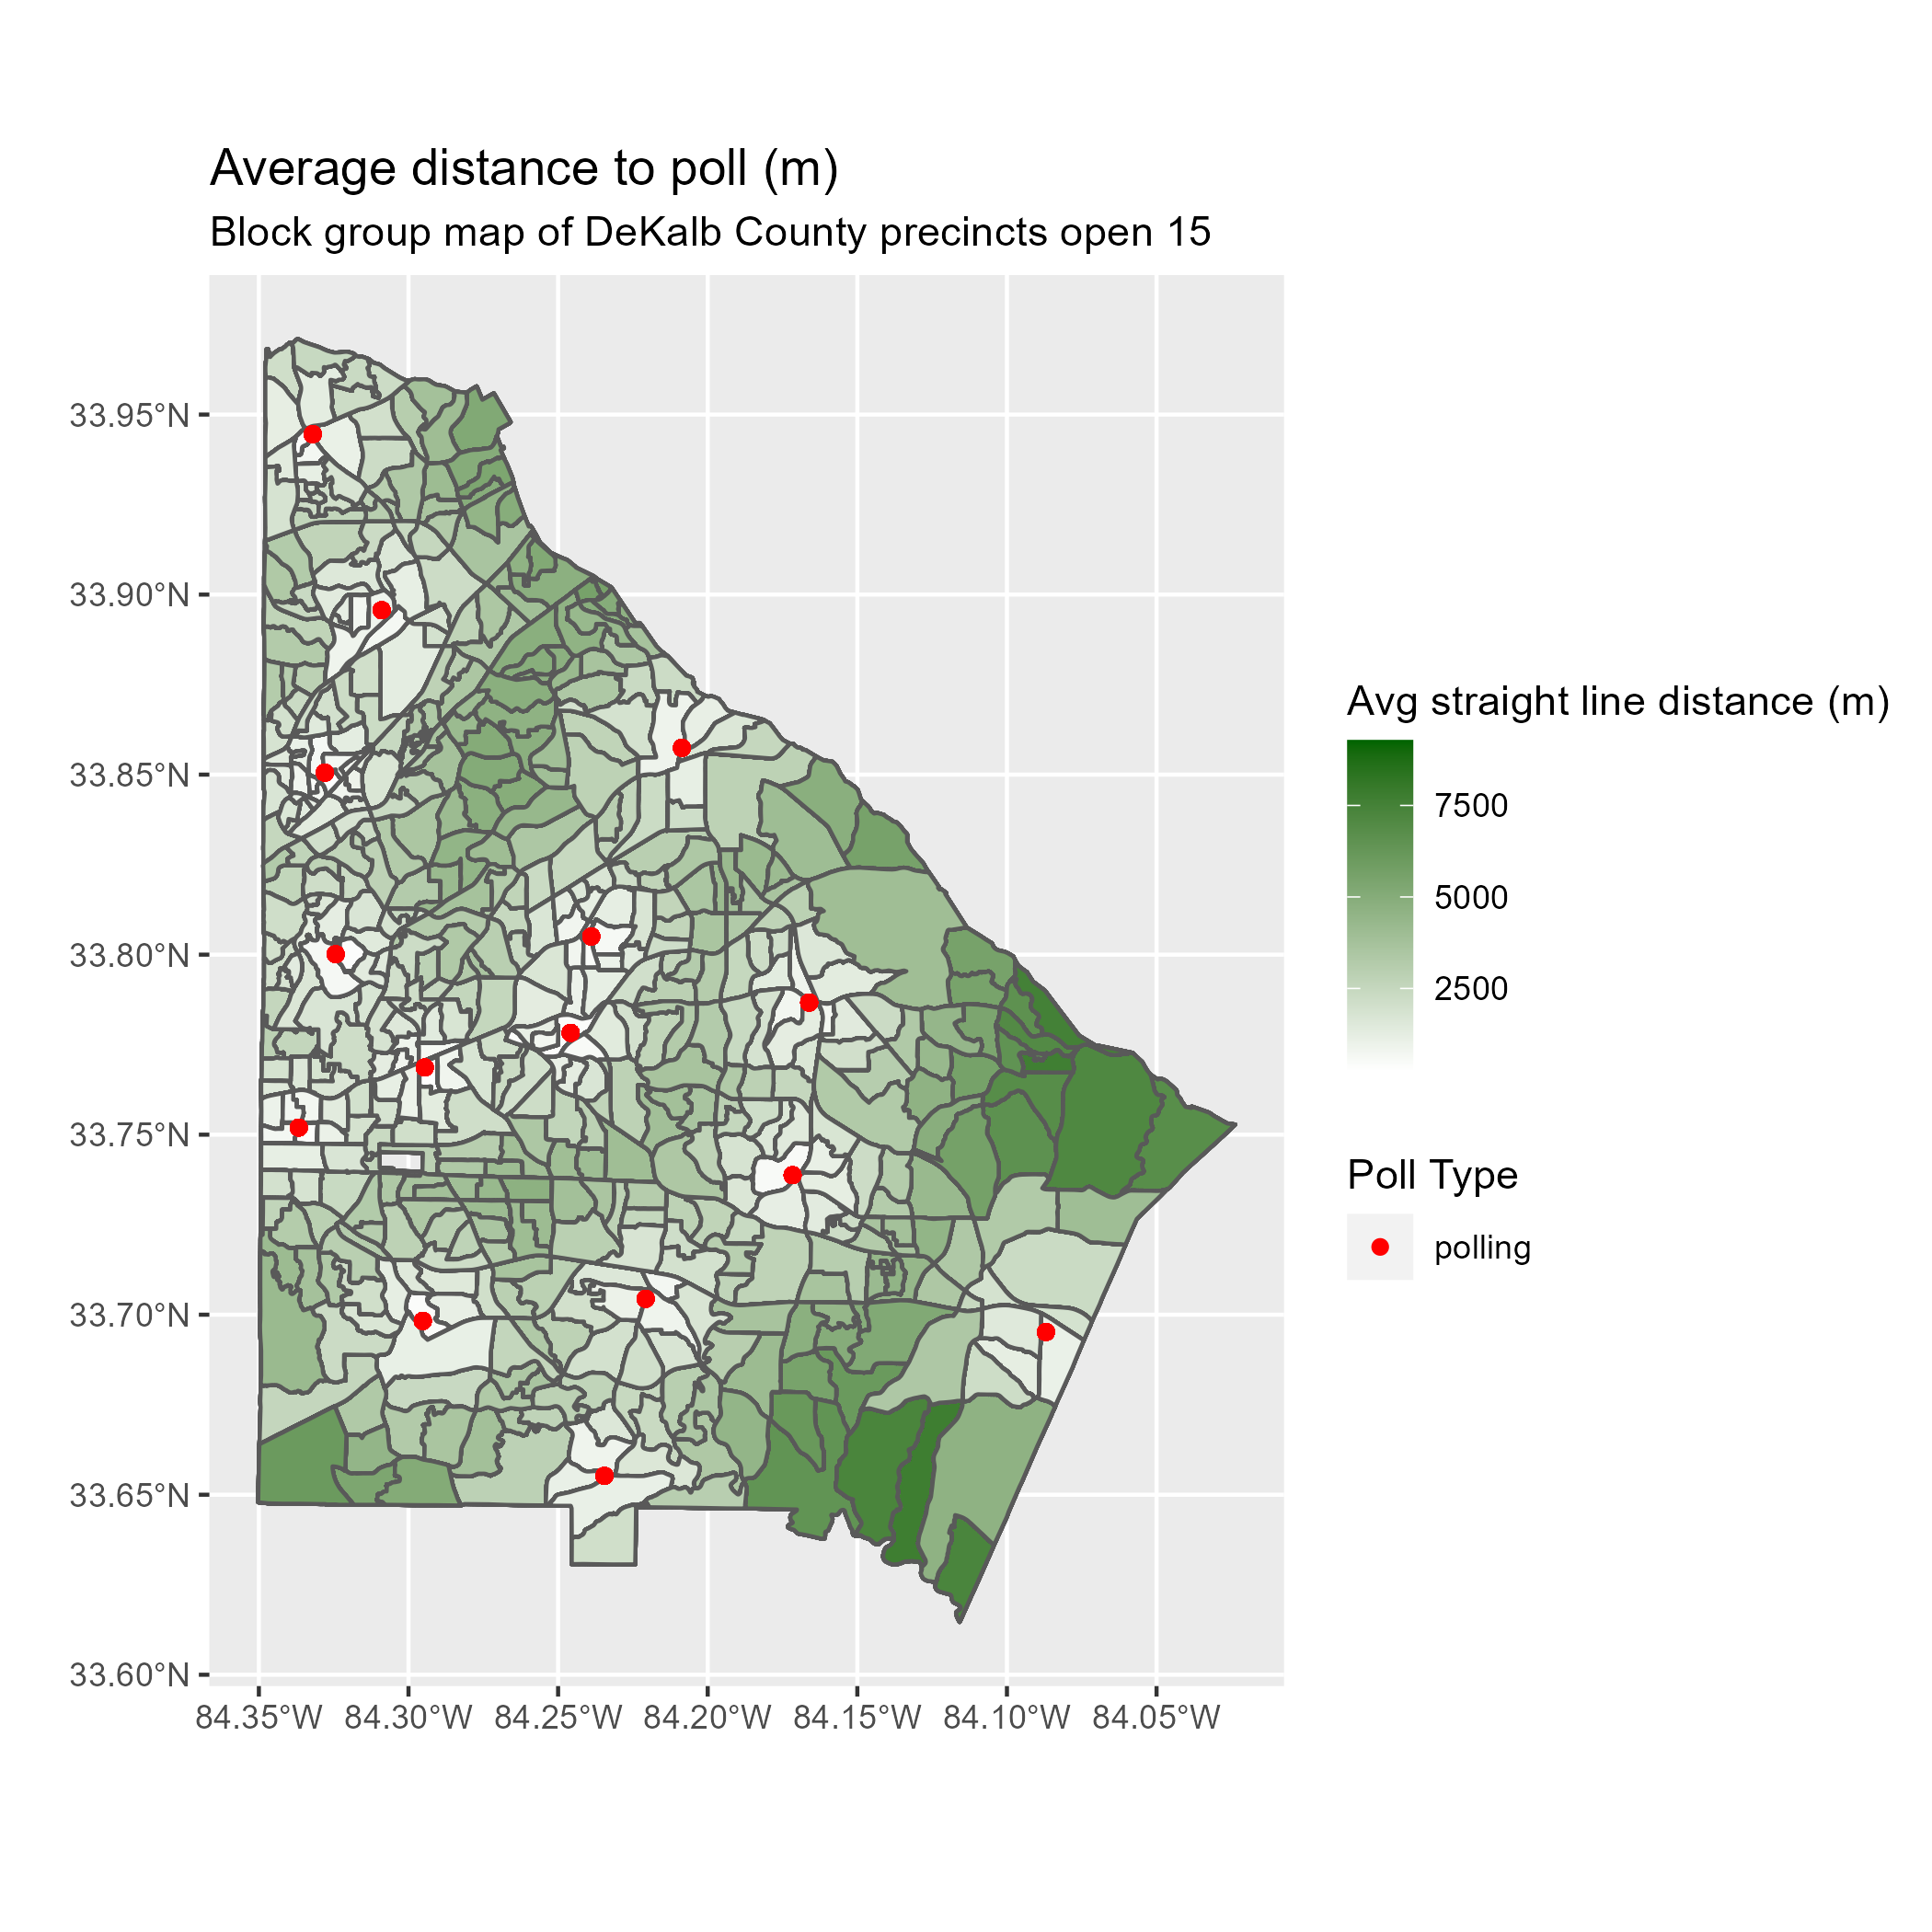 Average distance to poll (m)
Block group map of DeKalb County precincts open 15
33.95°N
33.90°N
33.85°N
33.80°N
33.75°N
33.70°N
33.65°N
33.60°N
84.35°W 84.30°W 84.25°W 84.20°W 84.15°W 84.10°W 84.05°W
Avg straight line distance (m)
7500
5000
2500
Poll Type
polling